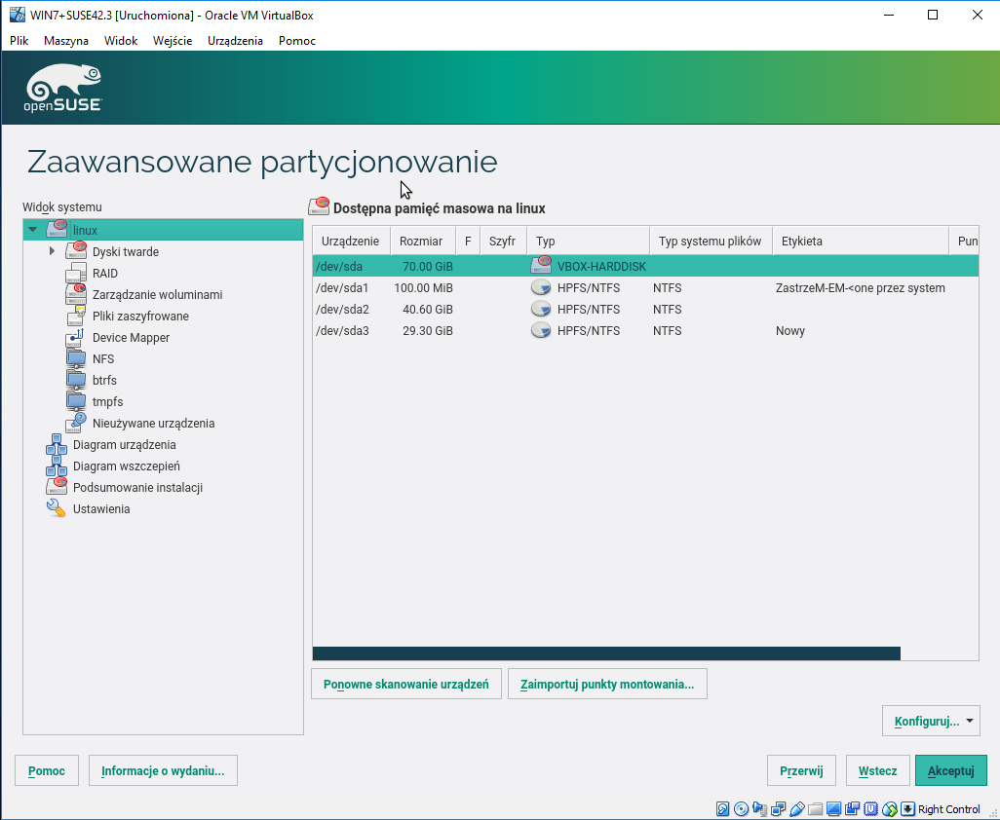 WIN7+SUSE42.3 [Uruchomiona] - Oracle VM VirtualBox
Plik Maszyna Widok Wejście Urządzenia Pomoc
openSUSE
Zaawansowane partycjonowanie
Widok systemu
linux
Dyski twarde
RAID
Zarządzanie woluminami
Pliki zaszyfrowane
Device Mapper
NFS
btrfs
tmpfs
Nieużywane urządzenia
Diagram urządzenia
Diagram wszczepień
Podsumowanie instalacji
Ustawienia
Dostępna pamięć masowa na linux
Urządzenie Rozmiar F Szyfr Typ Typ systemu plików Etykieta Pun
/dev/sda 70.00 GiB VBOX-HARDDISK
/dev/sda1 100.00 MiB HPFS/NTFS NTFS ZastrzeM-EM-<one przez system
/dev/sda2 40.60 GiB HPFS/NTFS NTFS
/dev/sda3 29.30 GiB HPFS/NTFS NTFS Nowy
Ponowne skanowanie urządzeń Zaimportuj punkty montowania...
Konfiguruj...
Pomoc Informacje o wydaniu... Przerwij Wstecz Akceptuj
Right Control